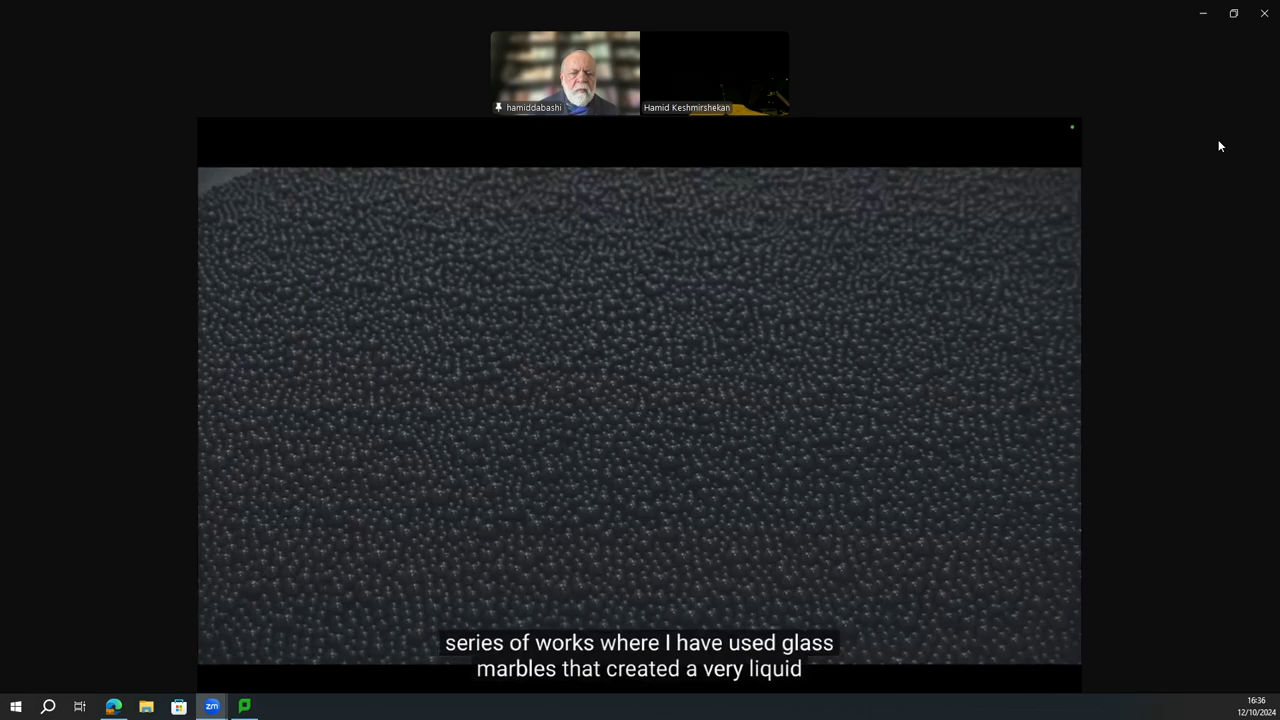 hamiddabashi
Hamid Keshmirshekan
series of works where I have used glass
marbles that created a very liquid
zm
16:36
12/10/2024